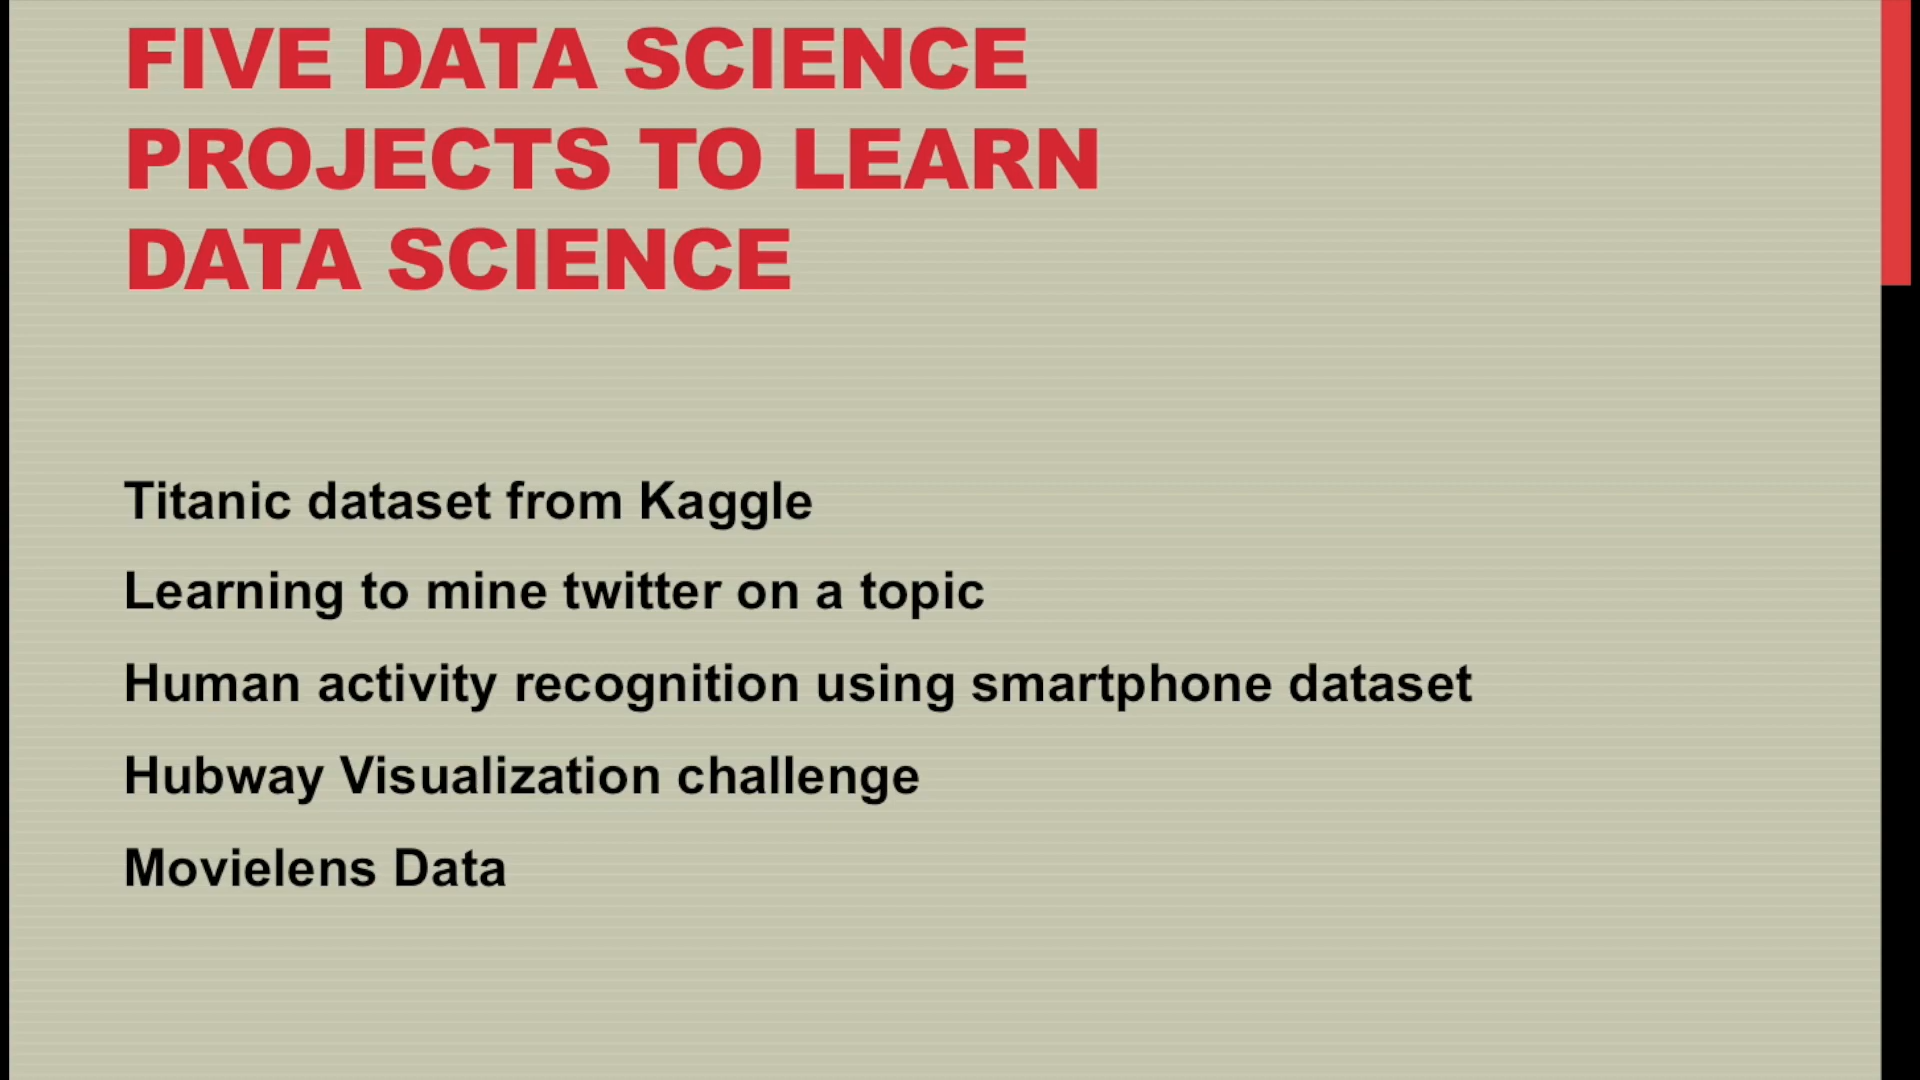 FIVE DATA SCIENCE
PROJECTS TO LEARN
DATA SCIENCE
Titanic dataset from Kaggle
Learning to mine twitter on a topic
Human activity recognition using smartphone dataset
Hubway Visualization challenge
Movielens Data